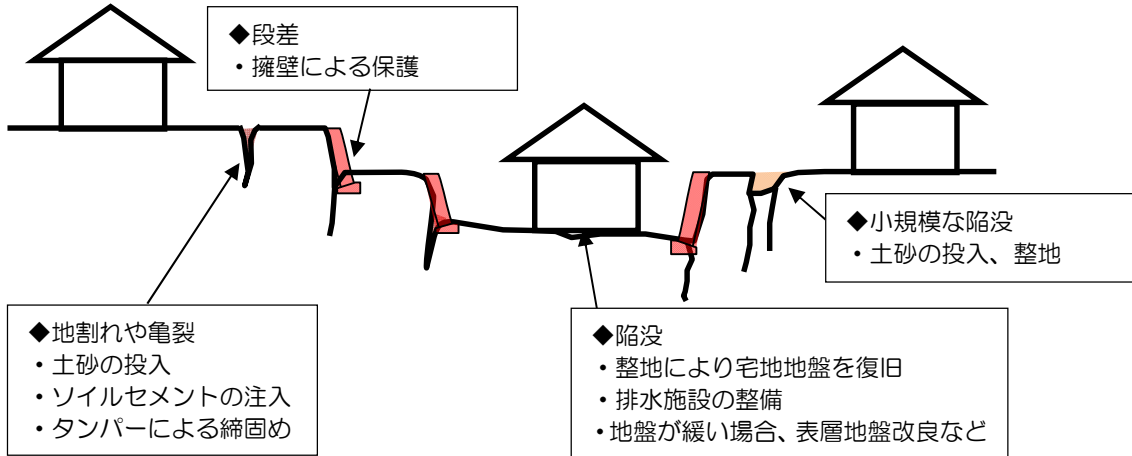 ◆段差
・擁壁による保護
◆小規模な陥没
・土砂の投入、整地
◆地割れや亀裂
・土砂の投入
・ソイルセメントの注入
・タンパーによる締固め
◆陥没
・整地により宅地地盤を復旧
・排水施設の整備
・地盤が緩い場合、表層地盤改良など